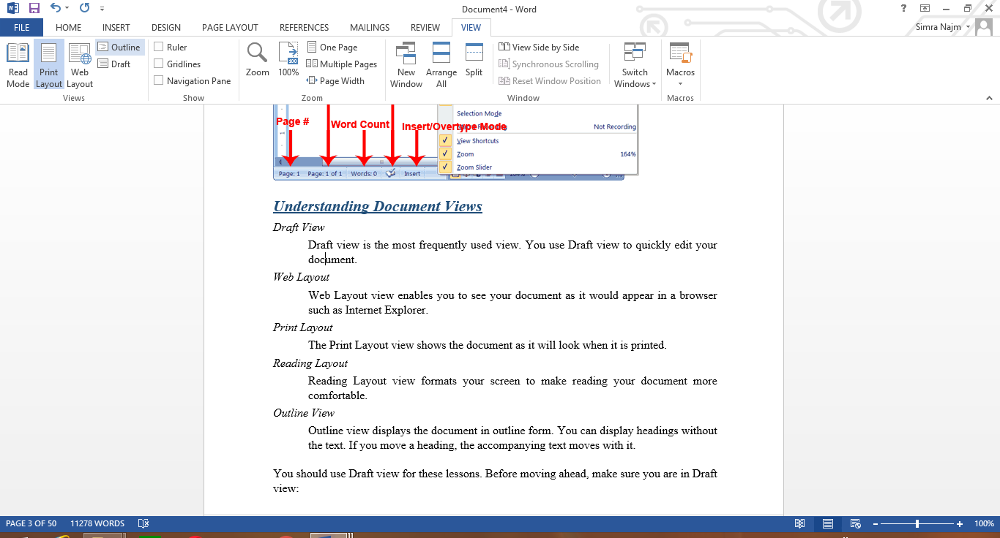 Document4 - Word
?
FILE HOME INSERT DESIGN PAGE LAYOUT REFERENCES MAILINGS REVIEW VIEW Simra Najm
Read Mode
Print Layout
Web Layout
Outline
Draft
Views
Ruler
Gridlines
Navigation Pane
Show
Zoom
100
100%
One Page
Multiple Pages
Page Width
Zoom
New Window
Arrange All
Split
View Side by Side
Synchronous Scrolling
Reset Window Position
Window
Switch Windows
Macros
Macros
Selection Mode
Page # Word Count Insert/Overtype Mode Not Recording
View Shortcuts
Zoom 164%
Zoom Slider
Page: 1 Page: 1 of 1 Words: 0 Insert
Understanding Document Views
Draft View
Draft view is the most frequently used view. You use Draft view to quickly edit your
document.
Web Layout
Web Layout view enables you to see your document as it would appear in a browser
such as Internet Explorer.
Print Layout
The Print Layout view shows the document as it will look when it is printed.
Reading Layout
Reading Layout view formats your screen to make reading your document more
comfortable.
Outline View
Outline view displays the document in outline form. You can display headings without
the text. If you move a heading, the accompanying text moves with it.
You should use Draft view for these lessons. Before moving ahead, make sure you are in Draft
view:
PAGE 3 OF 50 11278 WORDS 100%